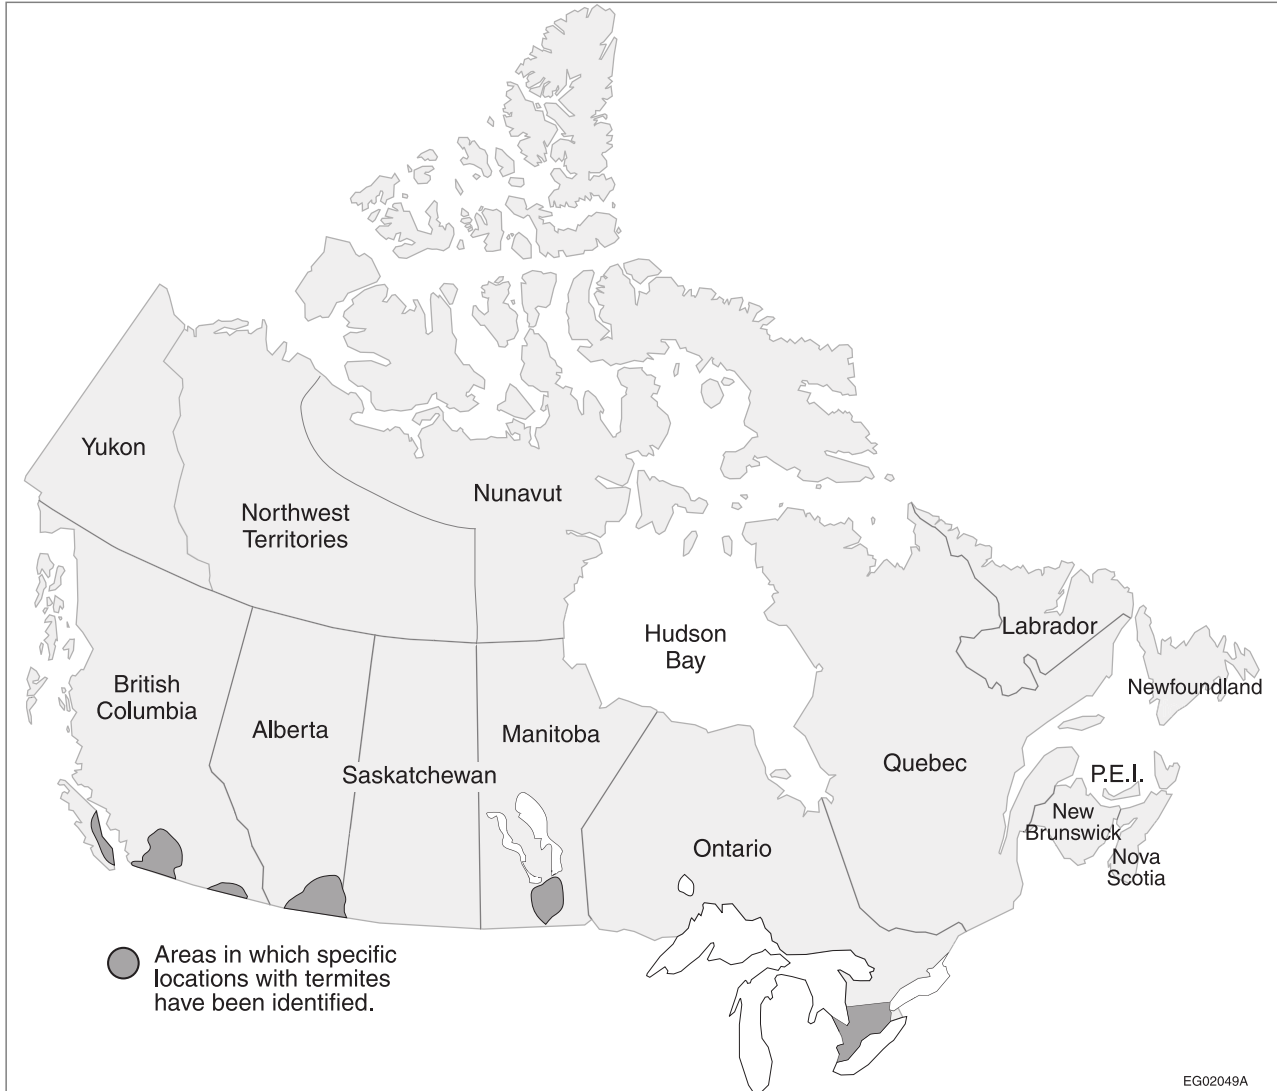 Yukon
Northwest
Territories
Nunavut
Hudson
Bay
Labrador
Newfoundland
British
Columbia
Alberta
Saskatchewan
Manitoba
Ontario
Quebec
P.E.I.
New
Brunswick
Nova
Scotia
Areas in which specific
locations with termites
have been identified.
EG02049A